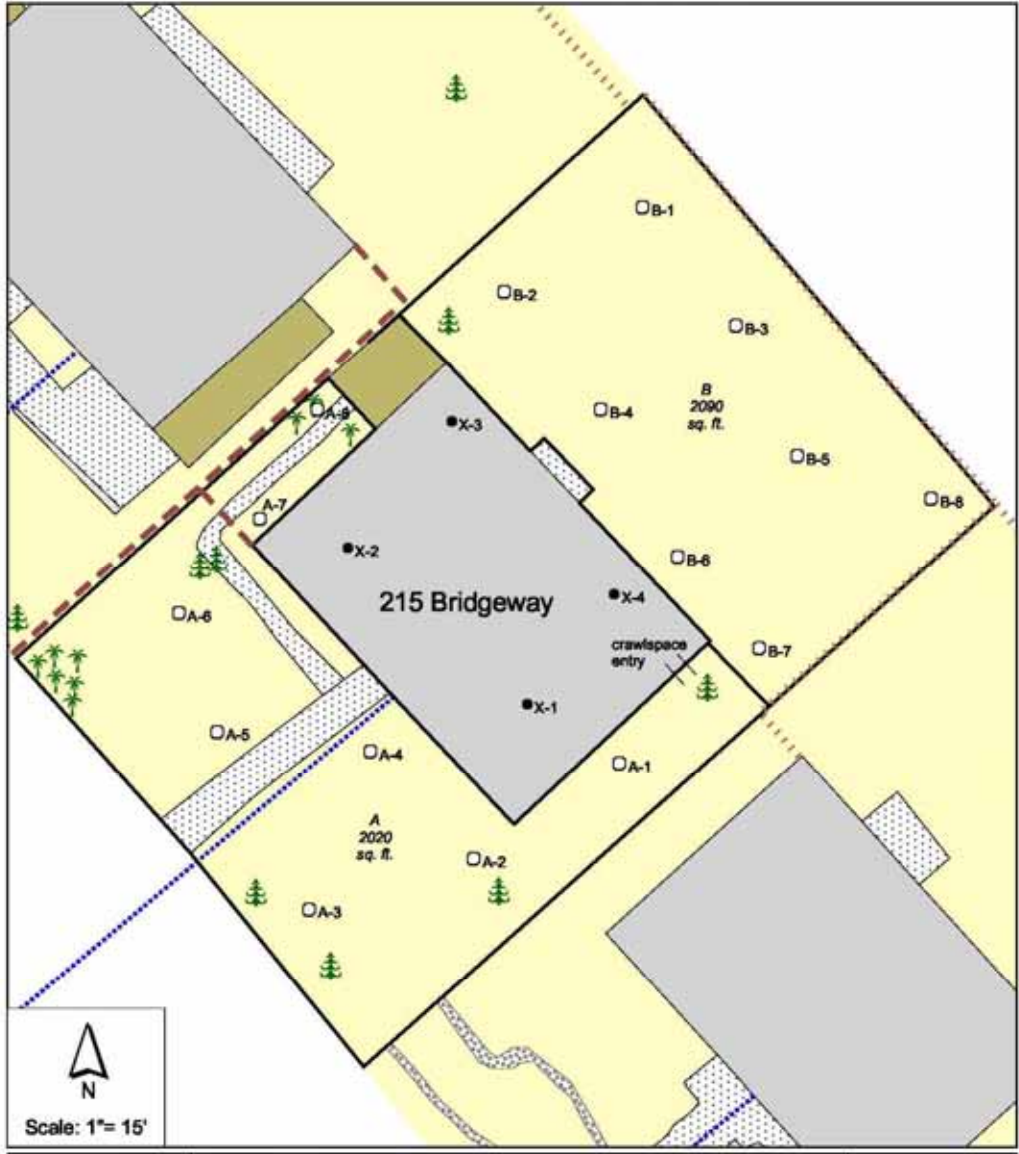 B-1
B-2
B-3
B
2090
sq. ft.
B-4
A-8
X-3
B-5
B-8
A-7
X-2
B-6
215 Bridgeway
X-4
A-6
crawlspace
entry
B-7
X-1
A-5
A-4
A-1
A
2020
sq. ft.
A-2
A-3
N
Scale: 1"= 15'